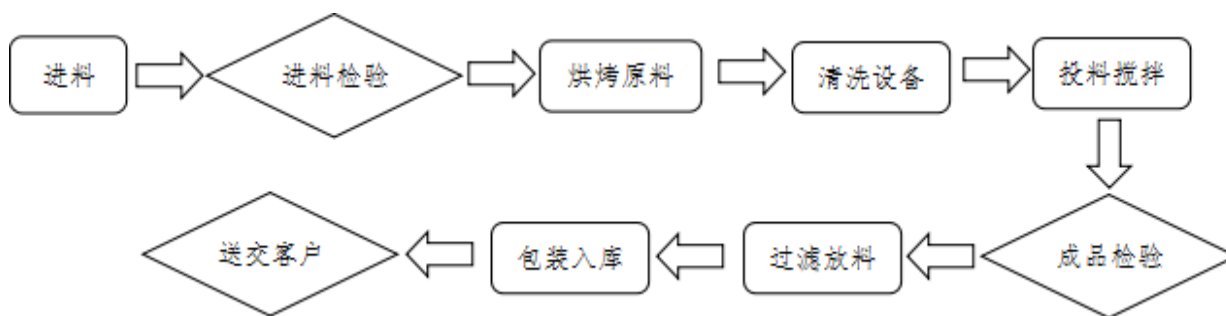 进料
进料检验
烘烤原料
清洗设备
投料搅拌
成品检验
过滤放料
包装入库
送交客户